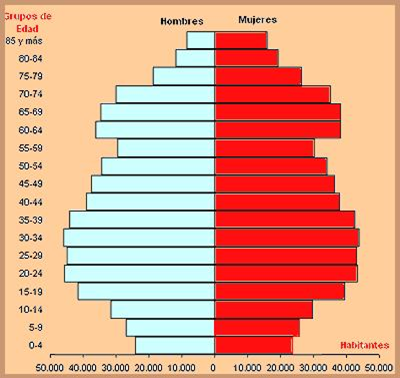 Grupos de
Edad
Hombres
Mujeres
85 y más
80-84
75-79
70-74
65-69
60-64
55-59
50-54
45-49
40-44
35-39
30-34
25-29
20-24
15-19
10-14
5-9
0-4
Habitantes
50.000 40.000 30.000 20.000 10.000 0 10.000 20.000 30.000 40.000 50.000